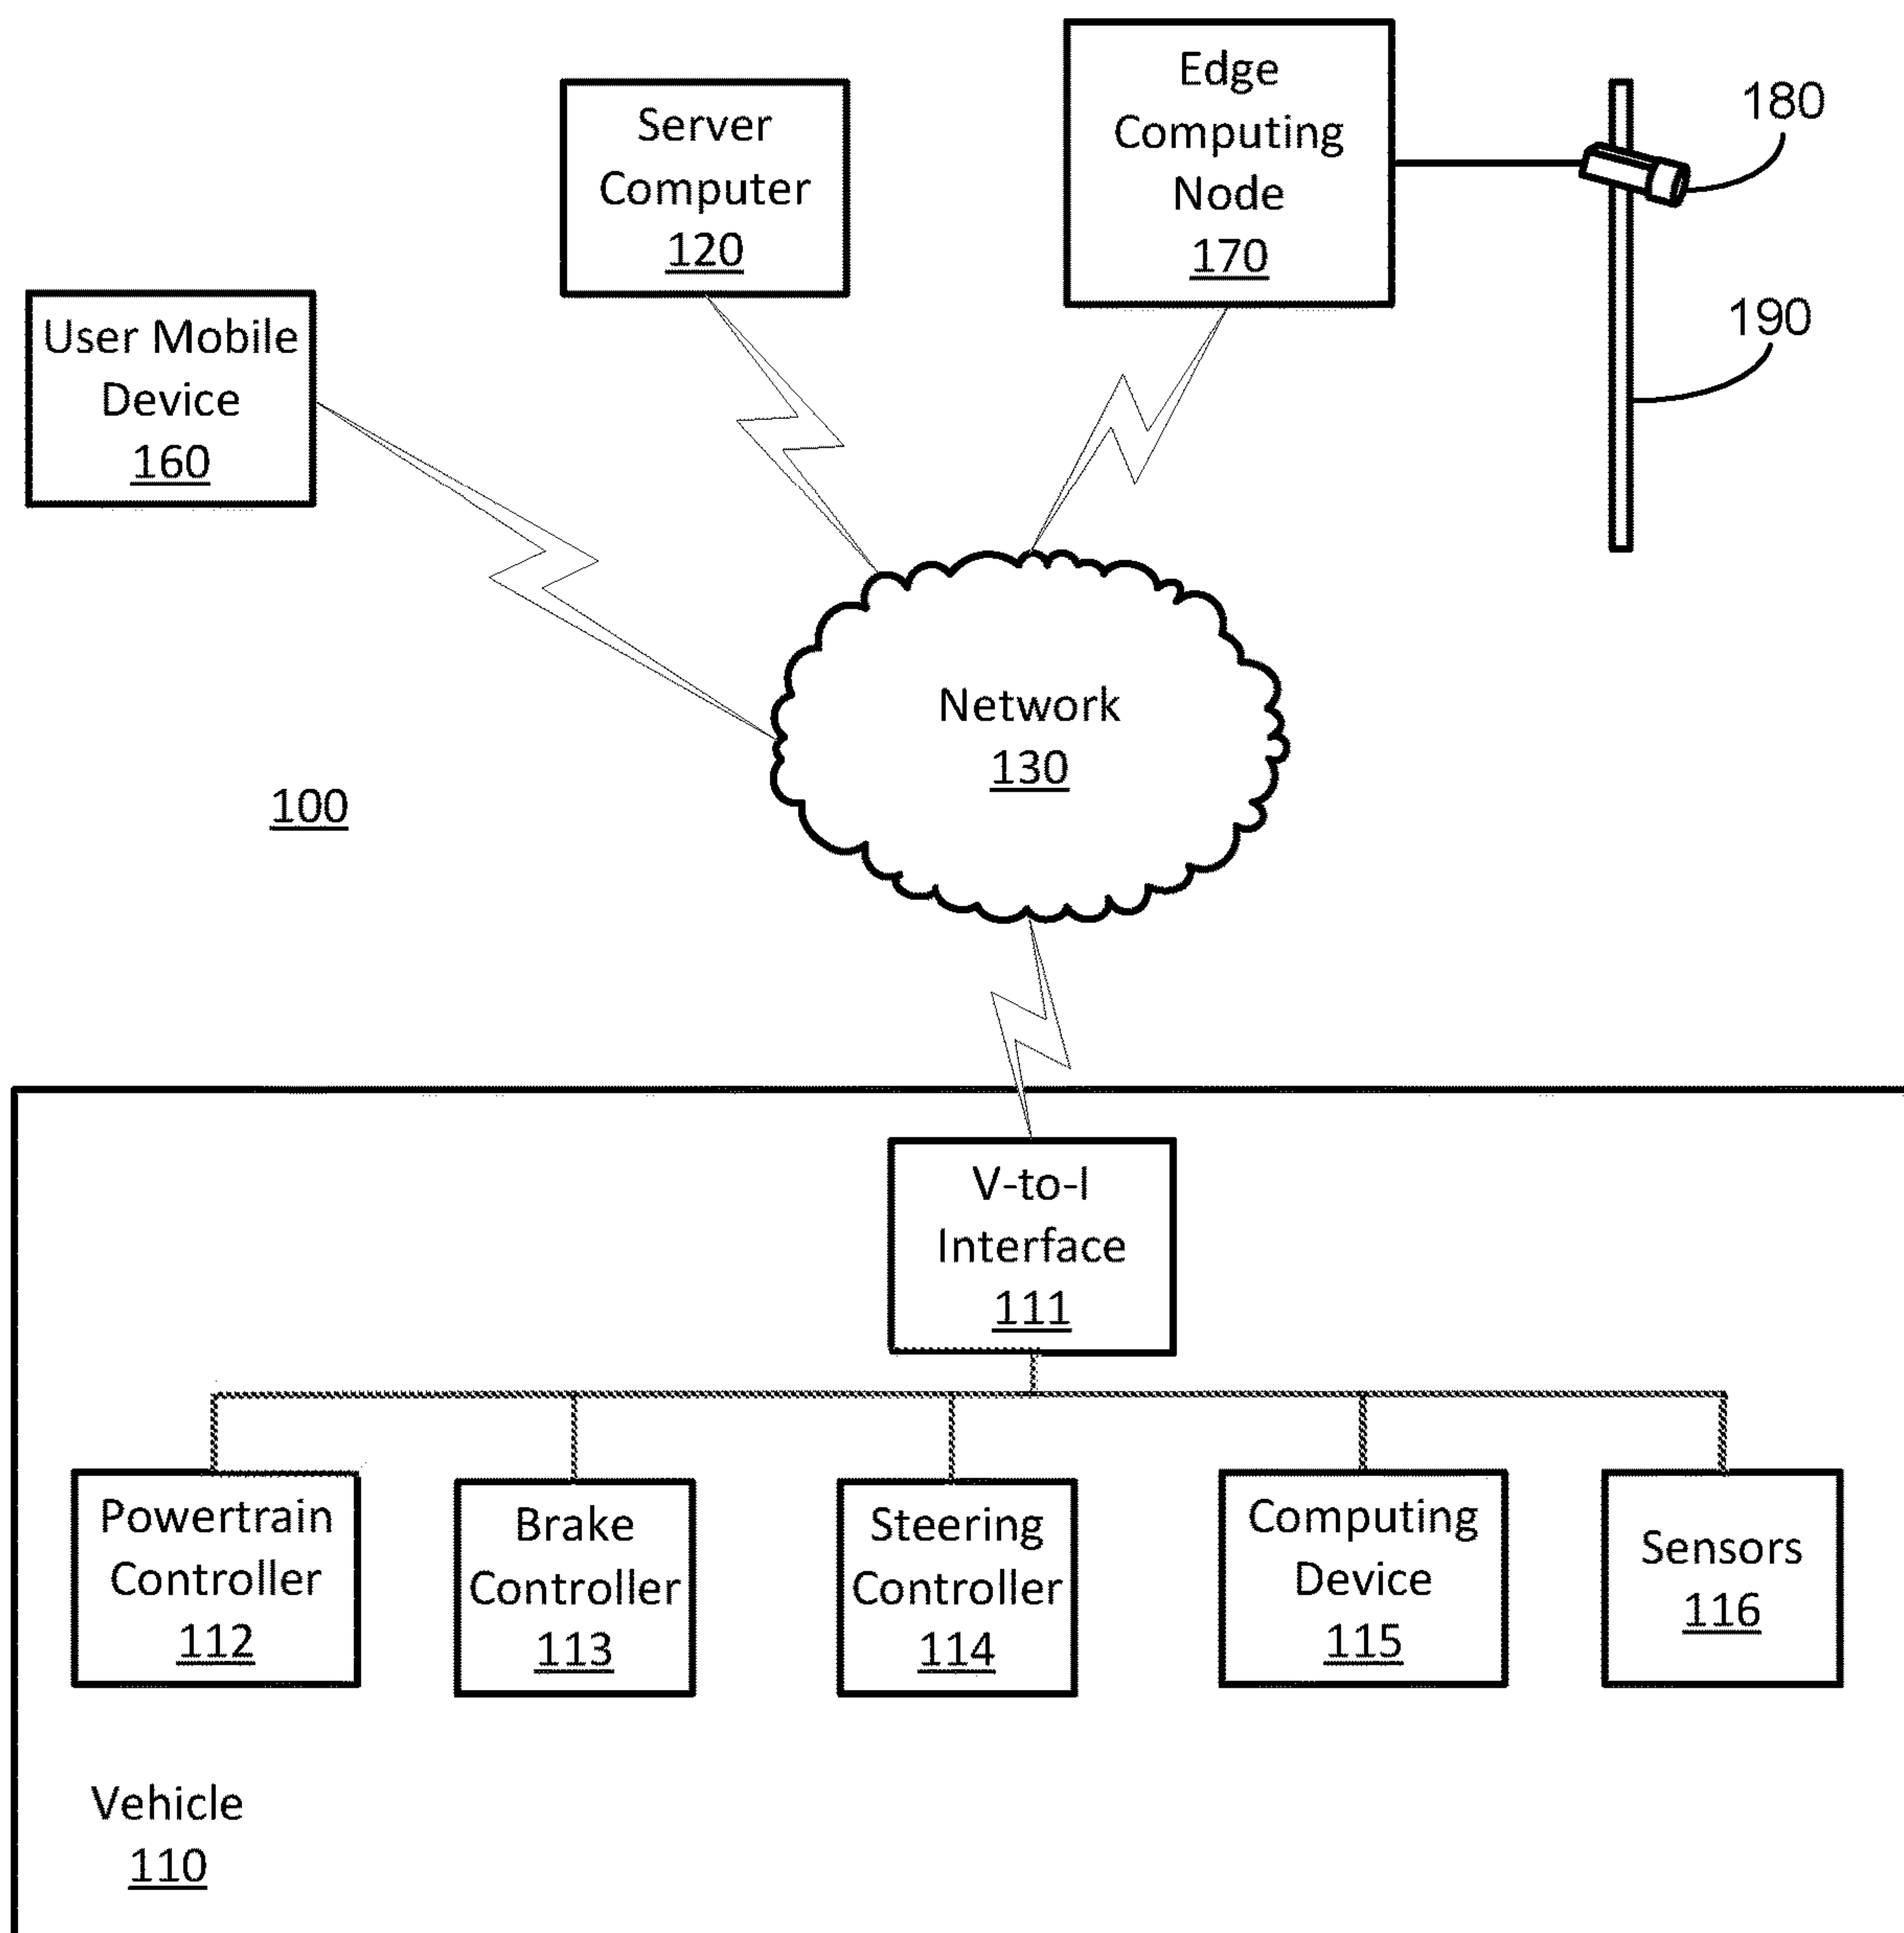 Edge
Computing
Node
170
180
Server
Computer
120
190
User Mobile
Device
160
Network
130
100
V-to-I
Interface
111
Powertrain
Controller
112
Brake
Controller
113
Steering
Controller
114
Computing
Device
115
Sensors
116
Vehicle
110